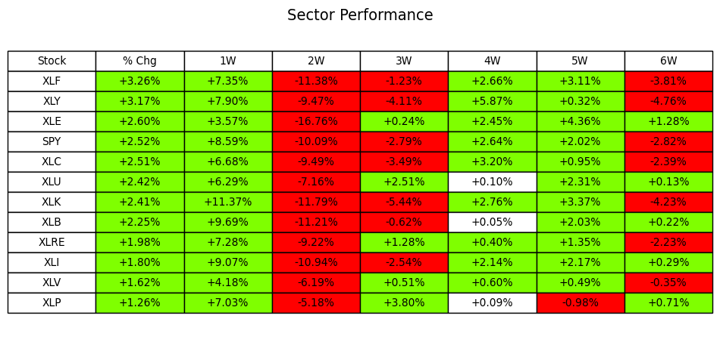 Sector Performance
Stock % Chg 1W 2W 3W 4W 5W 6W
XLF +3.26% +7.35% -11.38% -1.23% +2.66% +3.11% -3.81%
XLY +3.17% +7.90% -9.47% -4.11% +5.87% +0.32% -4.76%
XLE +2.60% +3.57% -16.76% +0.24% +2.45% +4.36% +1.28%
SPY +2.52% +8.59% -10.09% -2.79% +2.64% +2.02% -2.82%
XLC +2.51% +6.68% -9.49% -3.49% +3.20% +0.95% -2.39%
XLU +2.42% +6.29% -7.16% +2.51% +0.10% +2.31% +0.13%
XLK +2.41% +11.37% -11.79% -5.44% +2.76% +3.37% -4.23%
XLB +2.25% +9.69% -11.21% -0.62% +0.05% +2.03% +0.22%
XLRE +1.98% +7.28% -9.22% +1.28% +0.40% +1.35% -2.23%
XLI +1.80% +9.07% -10.94% -2.54% +2.14% +2.17% +0.29%
XLV +1.62% +4.18% -6.19% +0.51% +0.60% +0.49% -0.35%
XLP +1.26% +7.03% -5.18% +3.80% +0.09% -0.98% +0.71%